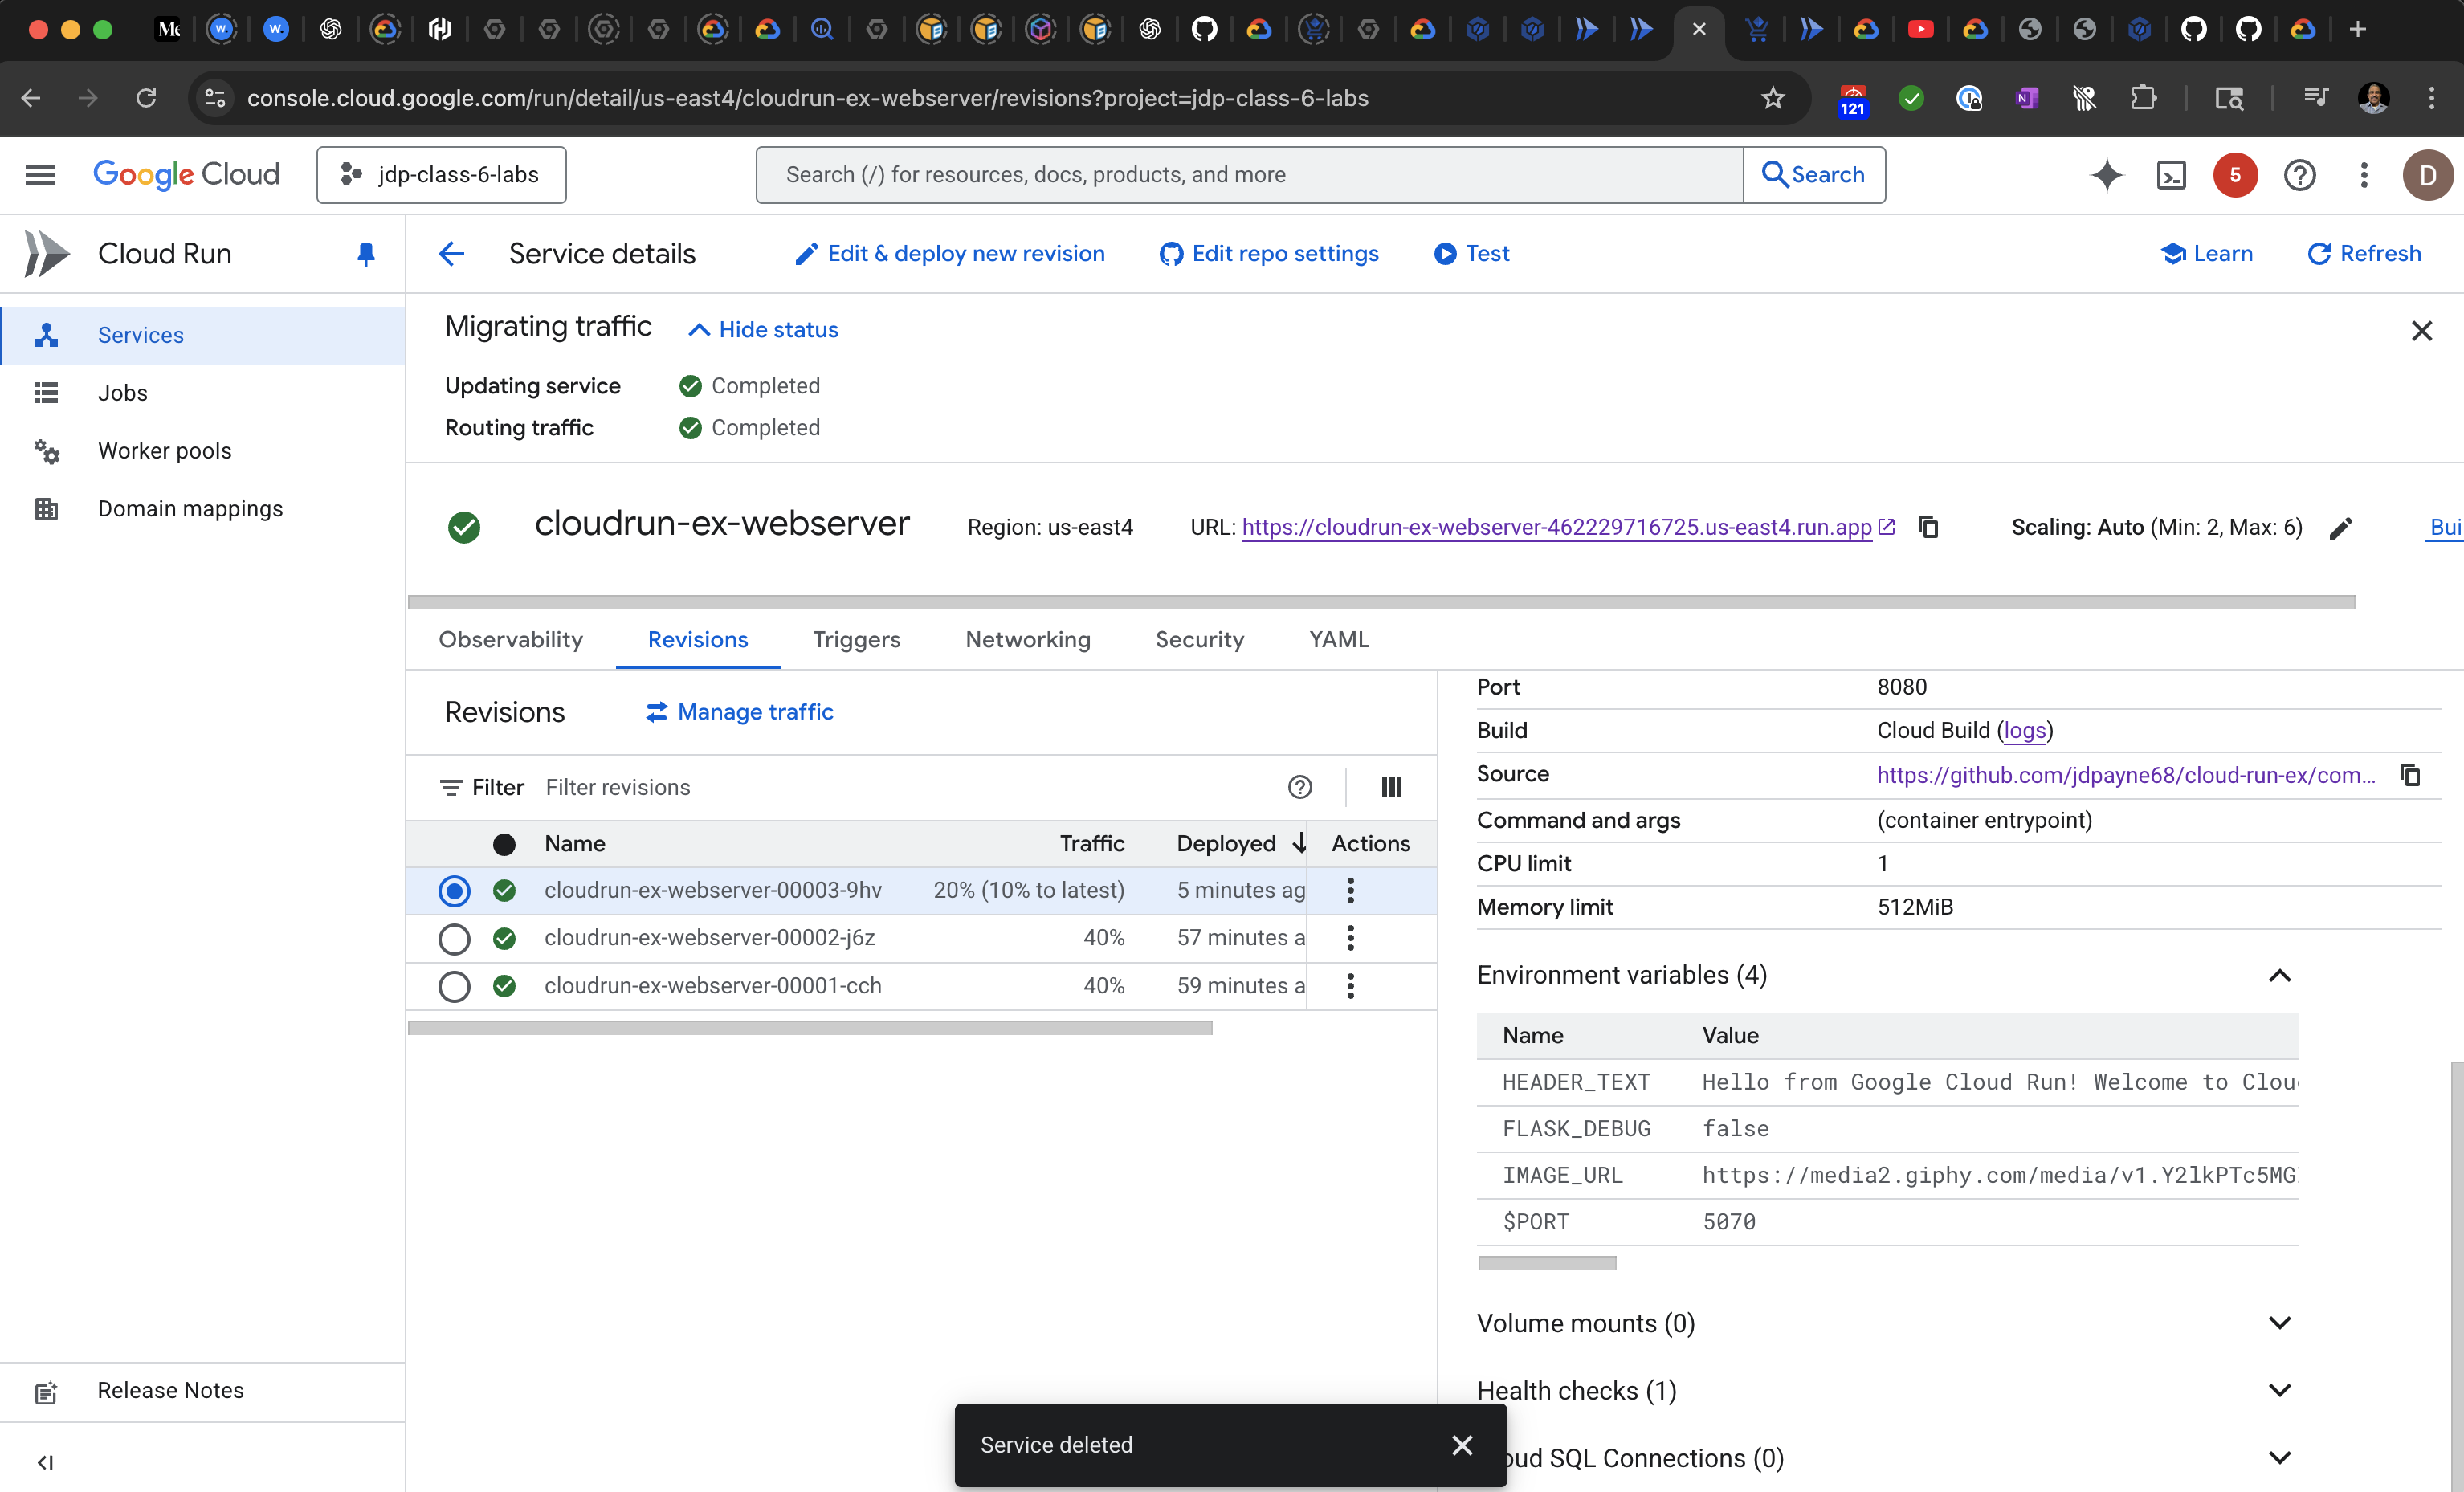 121
console.cloud.google.com/run/detail/us-east4/cloudrun-ex-webserver/revisions?project=jdp-class-6-labs
Google Cloud
jdp-class-6-labs
Search (/) for resources, docs, products, and more
Search
5
D
Cloud Run
Service details
Edit & deploy new revision
Edit repo settings
Test
Learn
Refresh
Services
Jobs
Worker pools
Domain mappings
Release Notes
Migrating traffic
Hide status
Updating service Completed
Routing traffic Completed
cloudrun-ex-webserver
Region: us-east4
URL: https://cloudrun-ex-webserver-462229716725.us-east4.run.app
Scaling: Auto (Min: 2, Max: 6)
Bui
Observability
Revisions
Triggers
Networking
Security
YAML
Revisions
Manage traffic
Filter Filter revisions
Name Traffic Deployed Actions
cloudrun-ex-webserver-00003-9hv 20% (10% to latest) 5 minutes ag
cloudrun-ex-webserver-00002-j6z 40% 57 minutes a
cloudrun-ex-webserver-00001-cch 40% 59 minutes a
Port 8080
Build Cloud Build (logs)
Source https://github.com/jdpayne68/cloud-run-ex/com...
Command and args (container entrypoint)
CPU limit 1
Memory limit 512MiB
Environment variables (4)
Name Value
HEADER_TEXT Hello from Google Cloud Run! Welcome to Clou
FLASK_DEBUG false
IMAGE_URL https://media2.giphy.com/media/v1.Y2lkPTc5MG
$PORT 5070
Volume mounts (0)
Health checks (1)
oud SQL Connections (0)
Service deleted